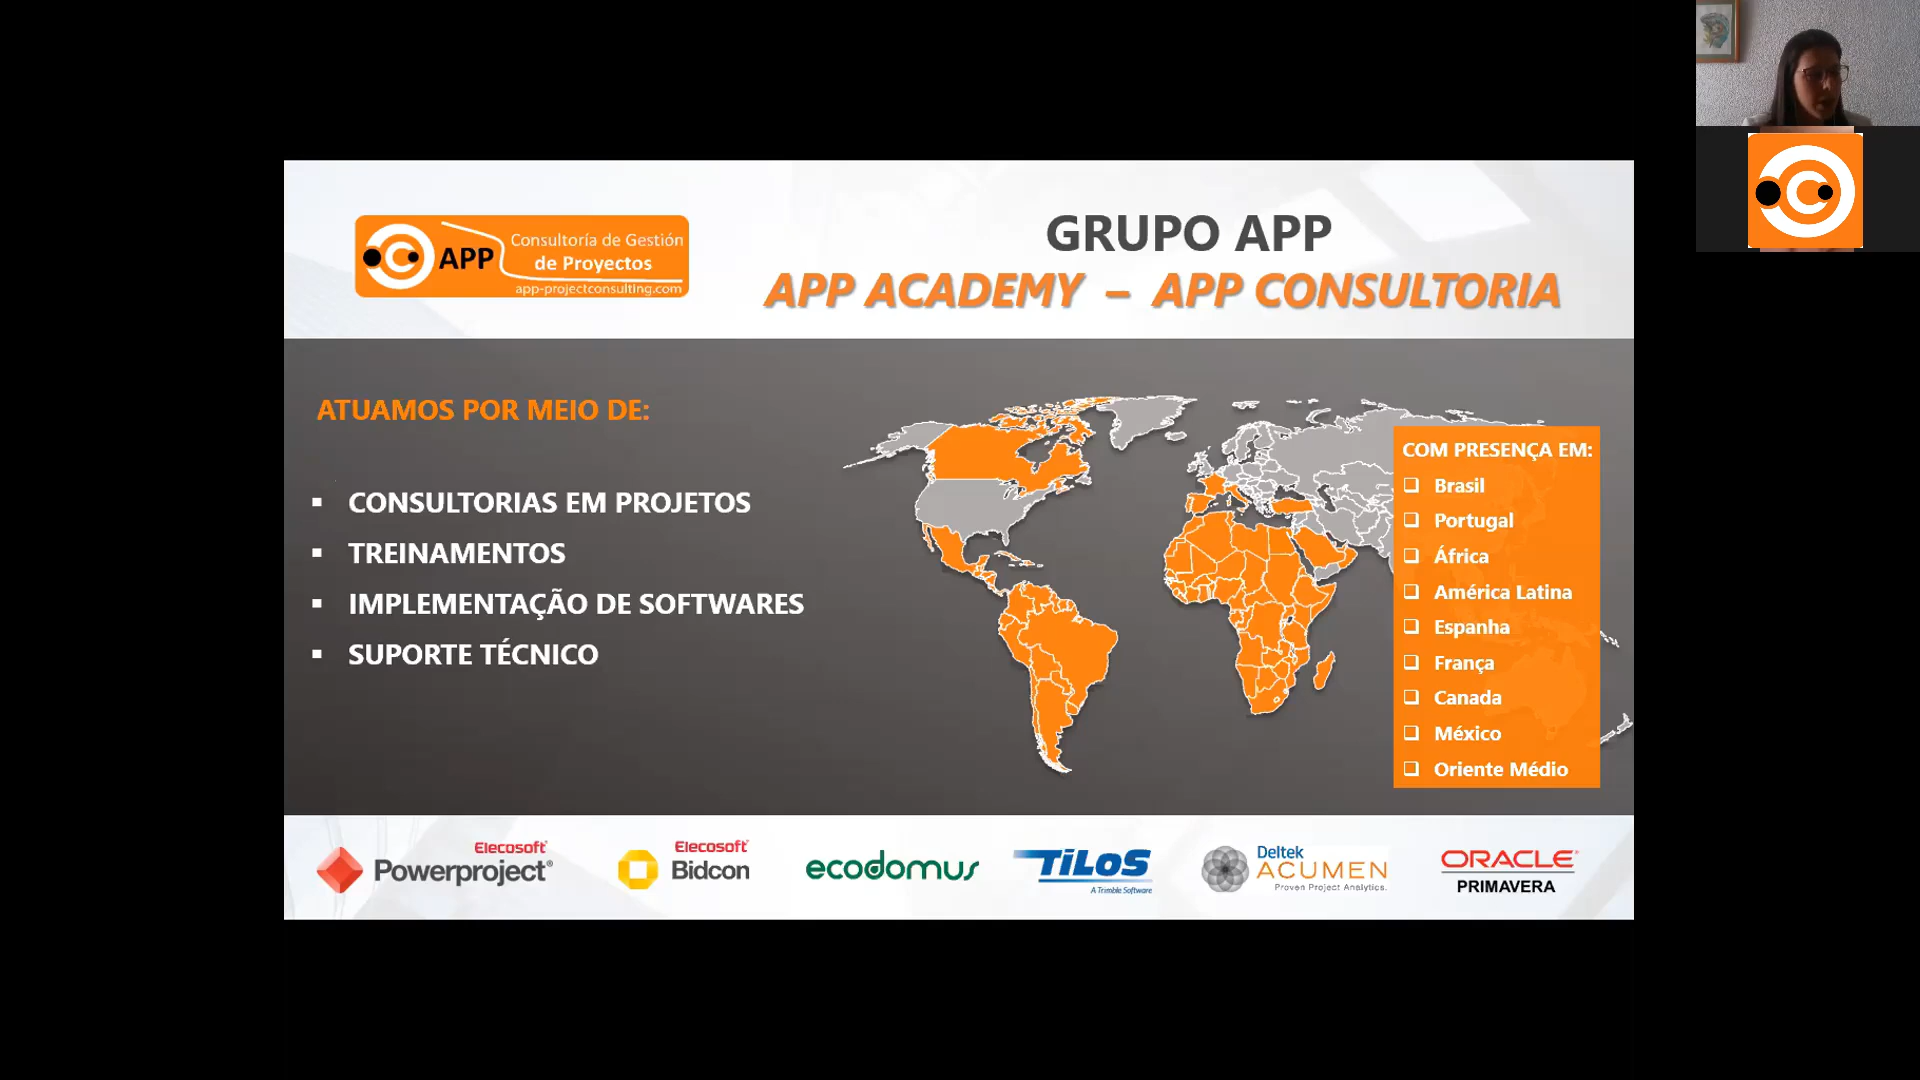 APP
Consultoría de Gestión
de Proyectos
app-projectconsulting.com
GRUPO APP
APP ACADEMY – APP CONSULTORIA
ATUAMOS POR MEIO DE:
▪ CONSULTORIAS EM PROJETOS
▪ TREINAMENTOS
▪ IMPLEMENTAÇÃO DE SOFTWARES
▪ SUPORTE TÉCNICO
COM PRESENÇA EM:
❑ Brasil
❑ Portugal
❑ África
❑ América Latina
❑ Espanha
❑ França
❑ Canada
❑ México
❑ Oriente Médio
Elecosoft®
Powerproject®
Elecosoft®
Bidcon
ecodomus
TiLOS
A Trimble Software
Deltek
ACUMEN
Proven Project Analytics.
ORACLE®
PRIMAVERA